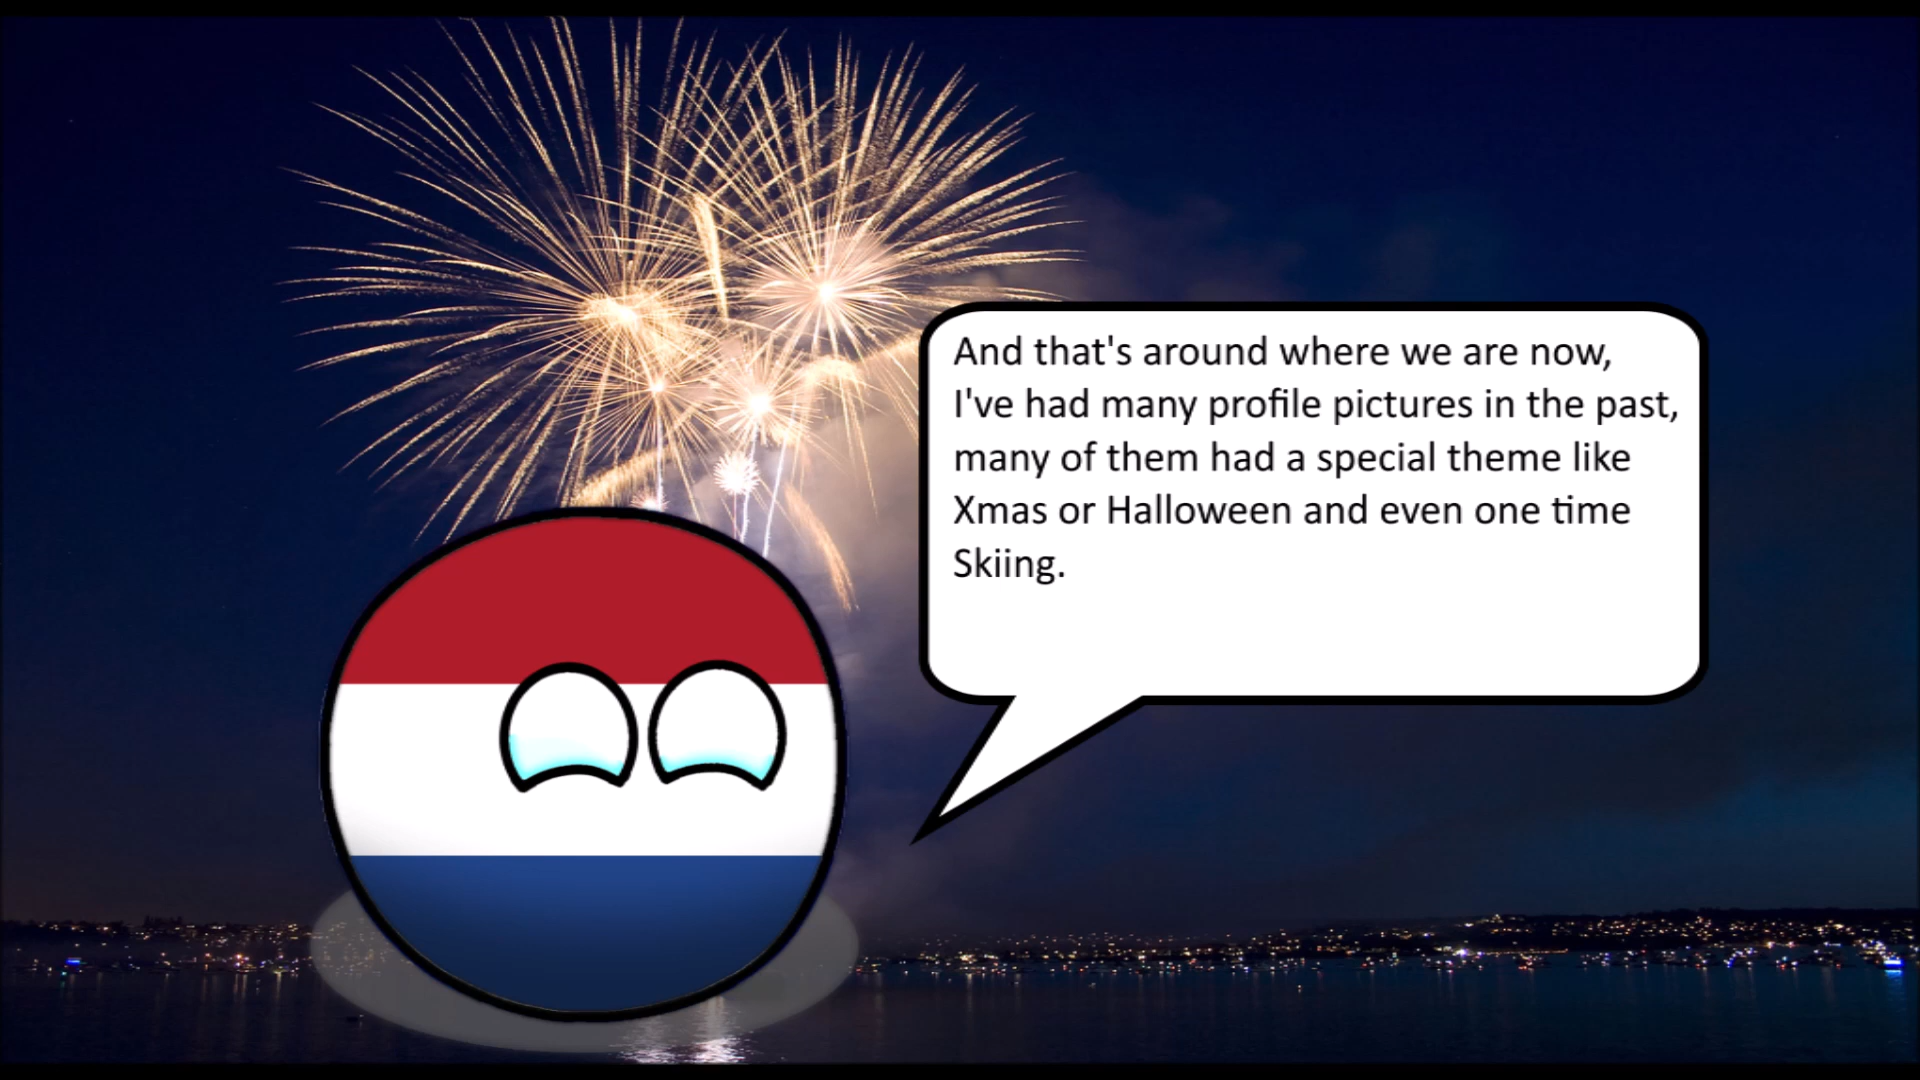 And that's around where we are now,
I've had many profile pictures in the past,
many of them had a special theme like
Xmas or Halloween and even one time
Skiing.